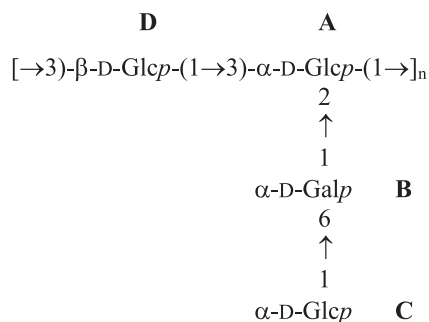 D A
[→3)-β-D-Glcp-(1→3)-α-D-Glcp-(1→]n
2
↑
1
α-D-Galp B
6
↑
1
α-D-Glcp C